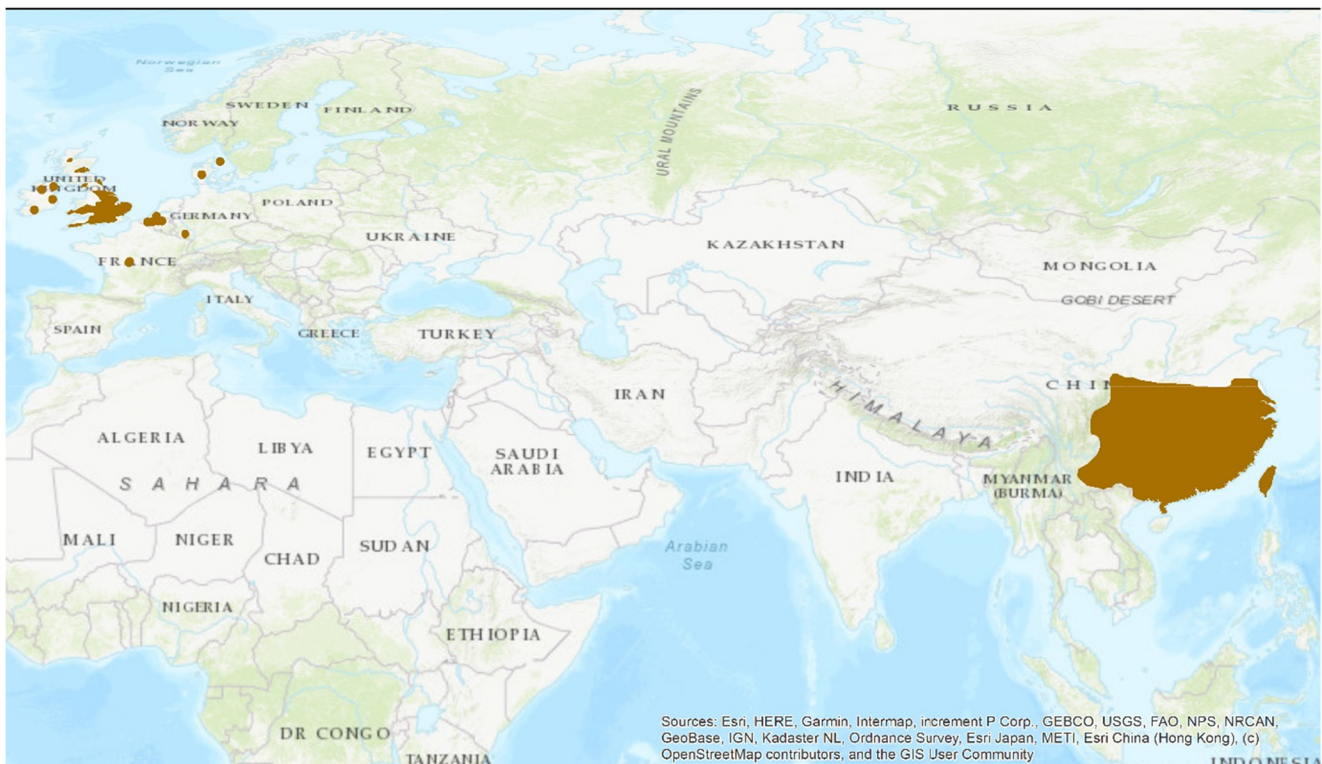 Norwegian
Sea
SWEDEN
FINLAND
NORWAY
RUSSIA
URAL MOUNTAINS
UNITED
KINGDOM
POLAND
GERMANY
UKRAINE
KAZAKHSTAN
FRANCE
MONGOLIA
ITALY
GOBI DESERT
SPAIN
GREECE
TURKEY
IRAN
CHIN
HIMALAYA
ALGERIA
LIBYA
EGYPT
SAUDI
ARABIA
INDIA
MYANMAR
(BURMA)
SAHARA
MALI
NIGER
CHAD
SUDAN
Arabian
Sea
NIGERIA
ETHIOPIA
DR CONGO
TANZANIA
Sources: Esri, HERE, Garmin, Intermap, increment P Corp., GEBCO, USGS, FAO, NPS, NRCAN,
GeoBase, IGN, Kadaster NL, Ordnance Survey, Esri Japan, METI, Esri China (Hong Kong), (c)
OpenStreetMap contributors, and the GIS User Community
INDONESIA